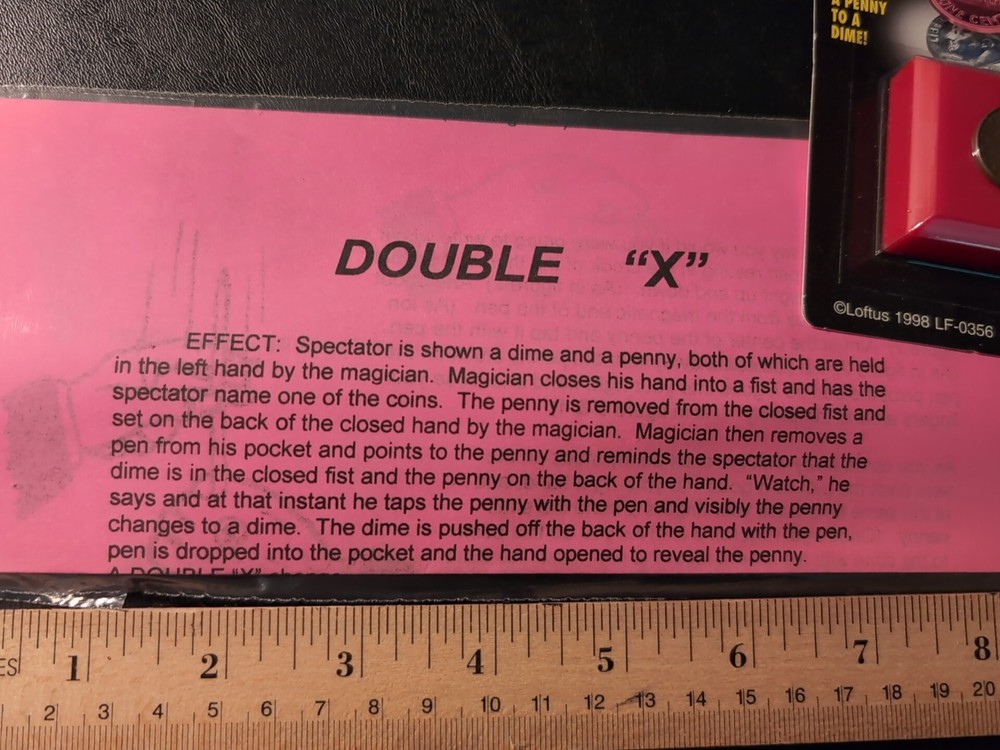 A PENNY
TO A
DIME!
©Loftus 1998 LF-0356
DOUBLE “X”
EFFECT: Spectator is shown a dime and a penny, both of which are held
in the left hand by the magician. Magician closes his hand into a fist and has the
spectator name one of the coins. The penny is removed from the closed fist and
set on the back of the closed hand by the magician. Magician then removes a
pen from his pocket and points to the penny and reminds the spectator that the
dime is in the closed fist and the penny on the back of the hand. “Watch,” he
says and at that instant he taps the penny with the pen and visibly the penny
changes to a dime. The dime is pushed off the back of the hand with the pen,
pen is dropped into the pocket and the hand opened to reveal the penny.
A DOUBLE “X”
ES 1 2 3 4 5 6 7 8
2 3 4 5 6 7 8 9 10 11 12 13 14 15 16 17 18 19 20